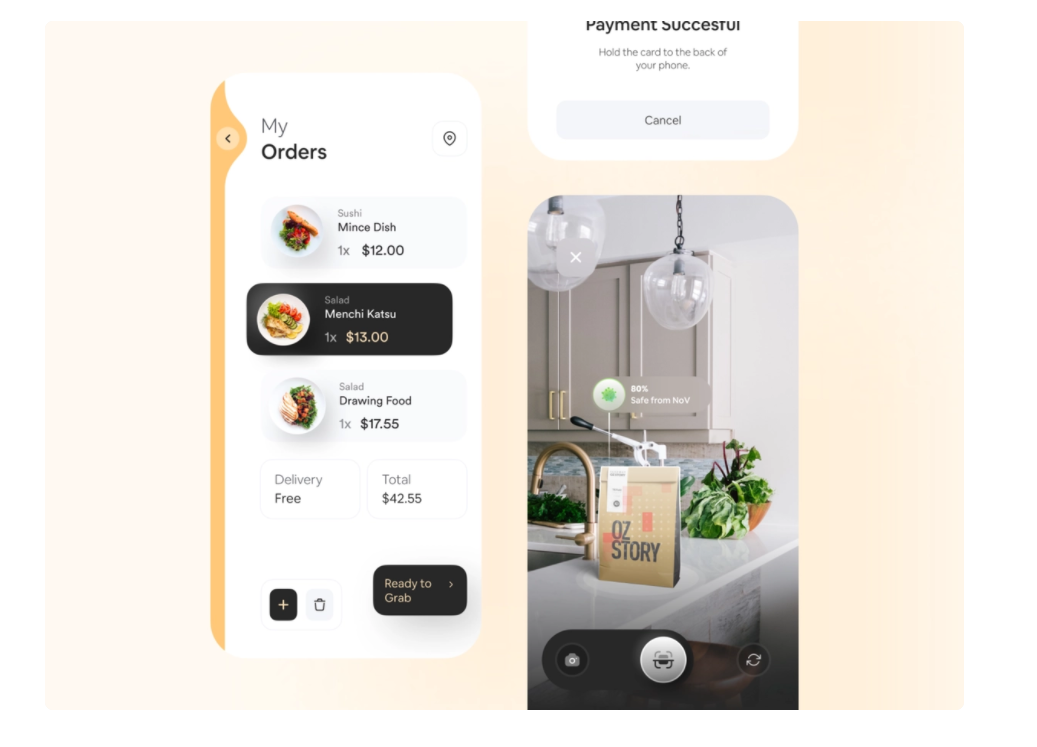 My
Orders
Sushi
Mince Dish
1x $12.00
Salad
Menchi Katsu
1x $13.00
Salad
Drawing Food
1x $17.55
Delivery
Free
Total
$42.55
Ready to
Grab
Payment Succesful
Hold the card to the back of
your phone.
Cancel
80%
Safe from NoV
OZ
STORY